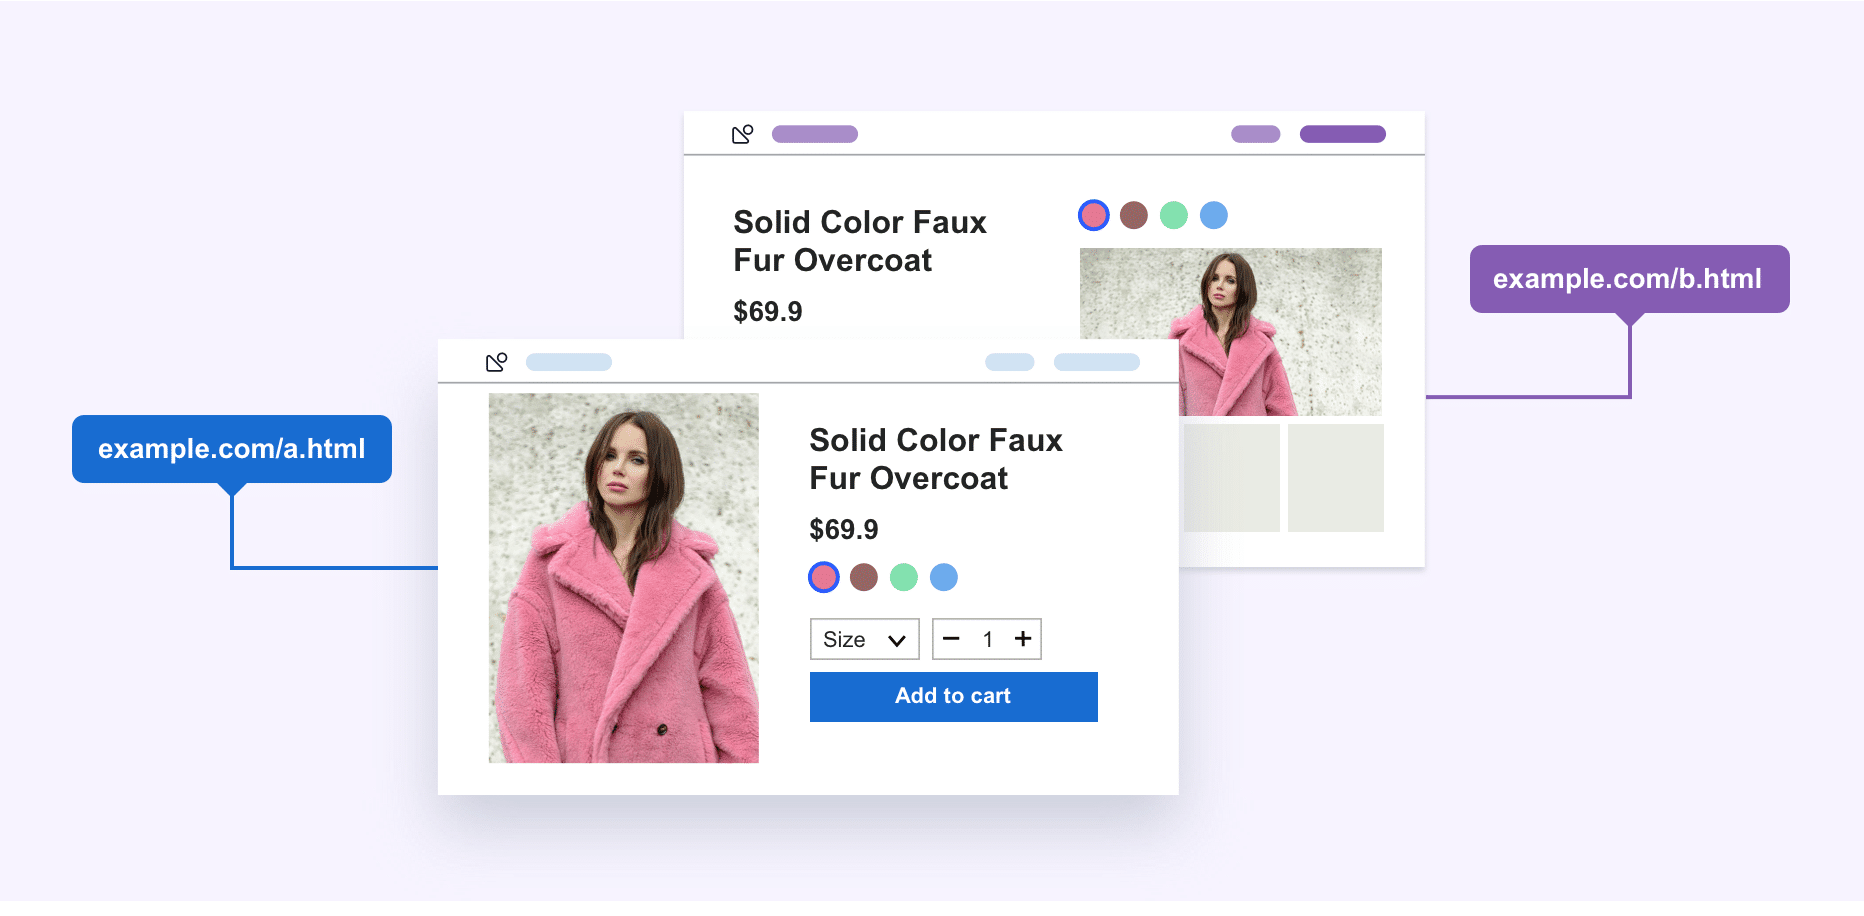 Solid Color Faux
Fur Overcoat
$69.9
example.com/b.html
example.com/a.html
Solid Color Faux
Fur Overcoat
$69.9
Size
1
Add to cart